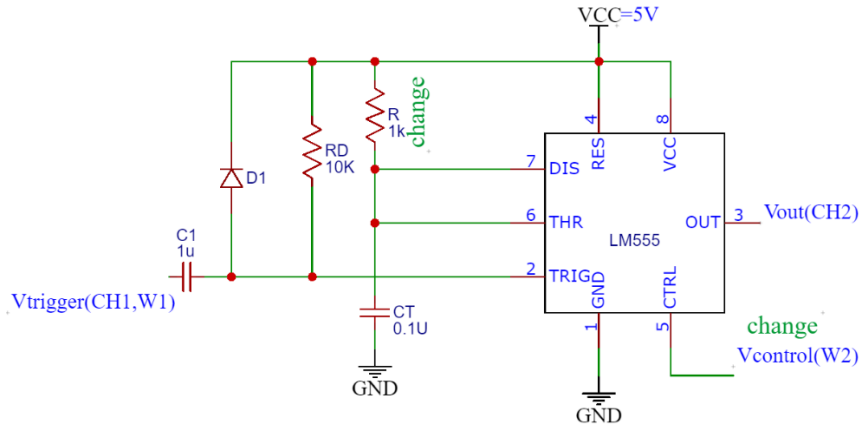 VCC=5V
R
1k
change
RD
10K
D1
C1
1u
Vtrigger(CH1,W1)
CT
0.1U
GND
4
8
RES
VCC
7
DIS
6
THR
OUT
3
Vout(CH2)
LM555
2
TRIG
GND
CTRL
1
5
change
Vcontrol(W2)
GND